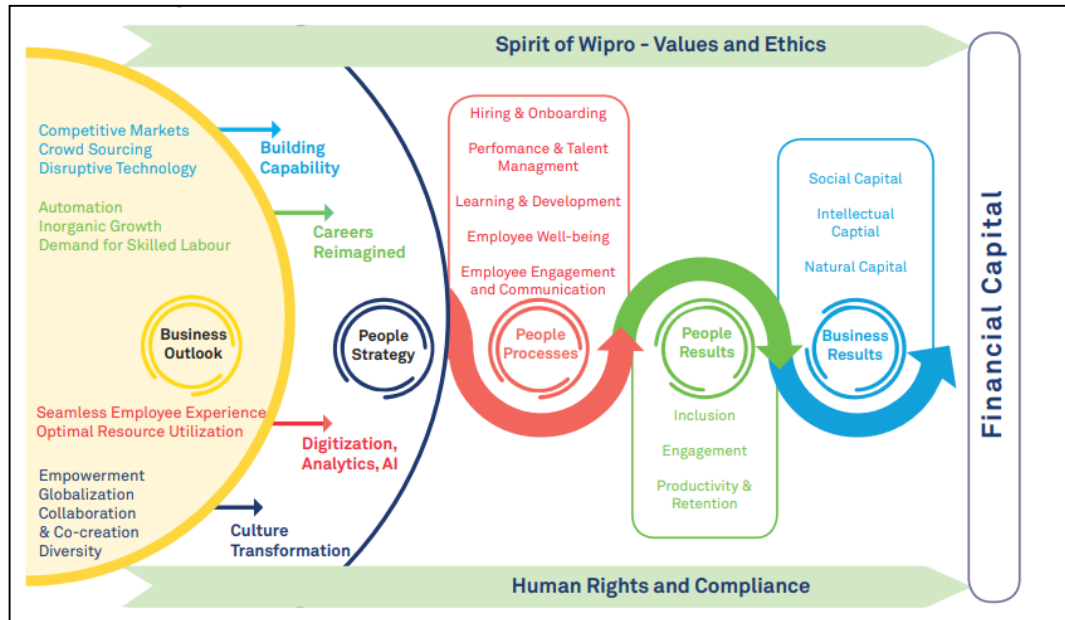 Spirit of Wipro - Values and Ethics
Competitive Markets
Crowd Sourcing
Disruptive Technology
Building
Capability
Automation
Inorganic Growth
Demand for Skilled Labour
Careers
Reimagined
Business
Outlook
People
Strategy
Seamless Employee Experience
Optimal Resource Utilization
Digitization,
Analytics, AI
Empowerment
Globalization
Collaboration
& Co-creation
Diversity
Culture
Transformation
Hiring & Onboarding
Perfomance & Talent
Managment
Learning & Development
Employee Well-being
Employee Engagement
and Communication
People
Processes
People
Results
Inclusion
Engagement
Productivity &
Retention
Social Capital
Intellectual
Captial
Natural Capital
Business
Results
Financial Capital
Human Rights and Compliance